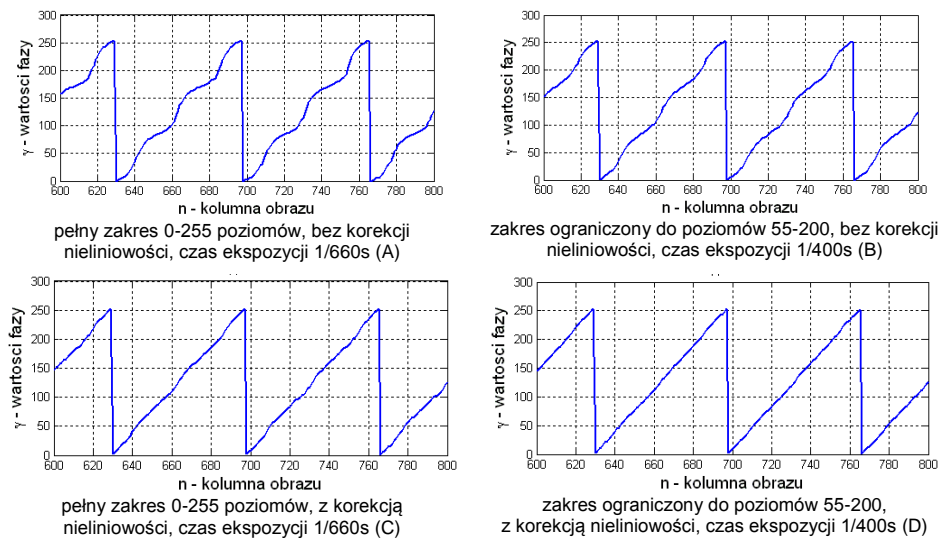 300
250
200
150
100
50
0
γ - wartosci fazy
600 620 640 660 680 700 720 740 760 780 800
n - kolumna obrazu
pełny zakres 0-255 poziomów, bez korekcji
nieliniowości, czas ekspozycji 1/660s (A)
300
250
200
150
100
50
0
γ - wartosci fazy
600 620 640 660 680 700 720 740 760 780 800
n - kolumna obrazu
zakres ograniczony do poziomów 55-200, bez korekcji
nieliniowości, czas ekspozycji 1/400s (B)
300
250
200
150
100
50
0
γ - wartosci fazy
600 620 640 660 680 700 720 740 760 780 800
n - kolumna obrazu
pełny zakres 0-255 poziomów, z korekcją
nieliniowości, czas ekspozycji 1/660s (C)
300
250
200
150
100
50
0
γ - wartosci fazy
600 620 640 660 680 700 720 740 760 780 800
n - kolumna obrazu
zakres ograniczony do poziomów 55-200,
z korekcją nieliniowości, czas ekspozycji 1/400s (D)